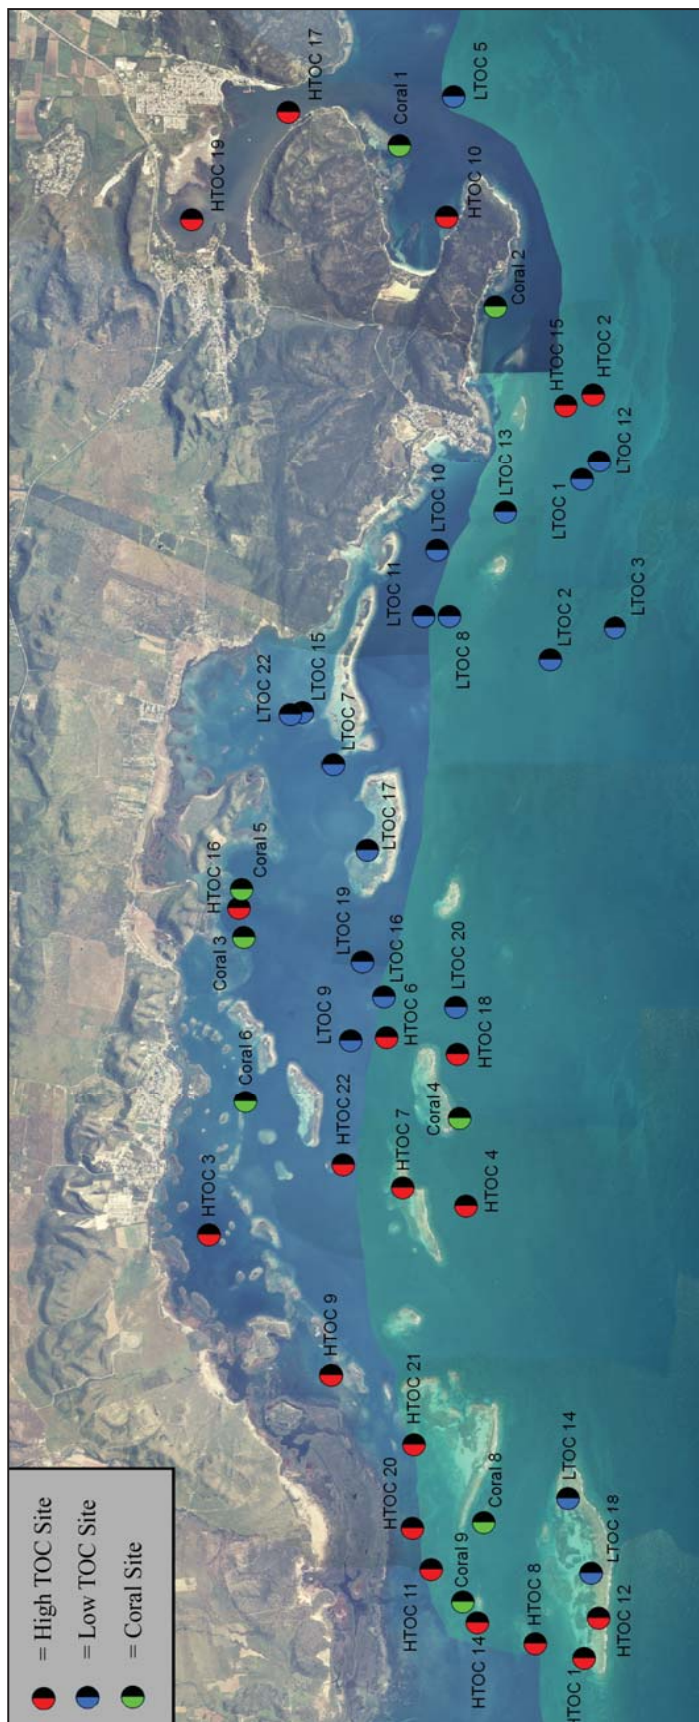 = High TOC Site
= Low TOC Site
= Coral Site
HTOC 17
HTOC 19
Coral 1
LTOC 5
HTOC 10
Coral 2
HTOC 15
HTOC 2
LTOC 12
LTOC 1
LTOC 13
LTOC 10
LTOC 11
LTOC 8
LTOC 2
LTOC 3
LTOC 22
LTOC 15
LTOC 7
LTOC 17
Coral 5
HTOC 16
Coral 3
LTOC 19
LTOC 16
LTOC 9
HTOC 6
LTOC 20
HTOC 18
Coral 6
Coral 4
HTOC 22
HTOC 7
HTOC 4
HTOC 3
HTOC 9
HTOC 21
HTOC 20
Coral 8
LTOC 14
HTOC 11
Coral 9
LTOC 18
HTOC 14
HTOC 8
HTOC 12
HTOC 1